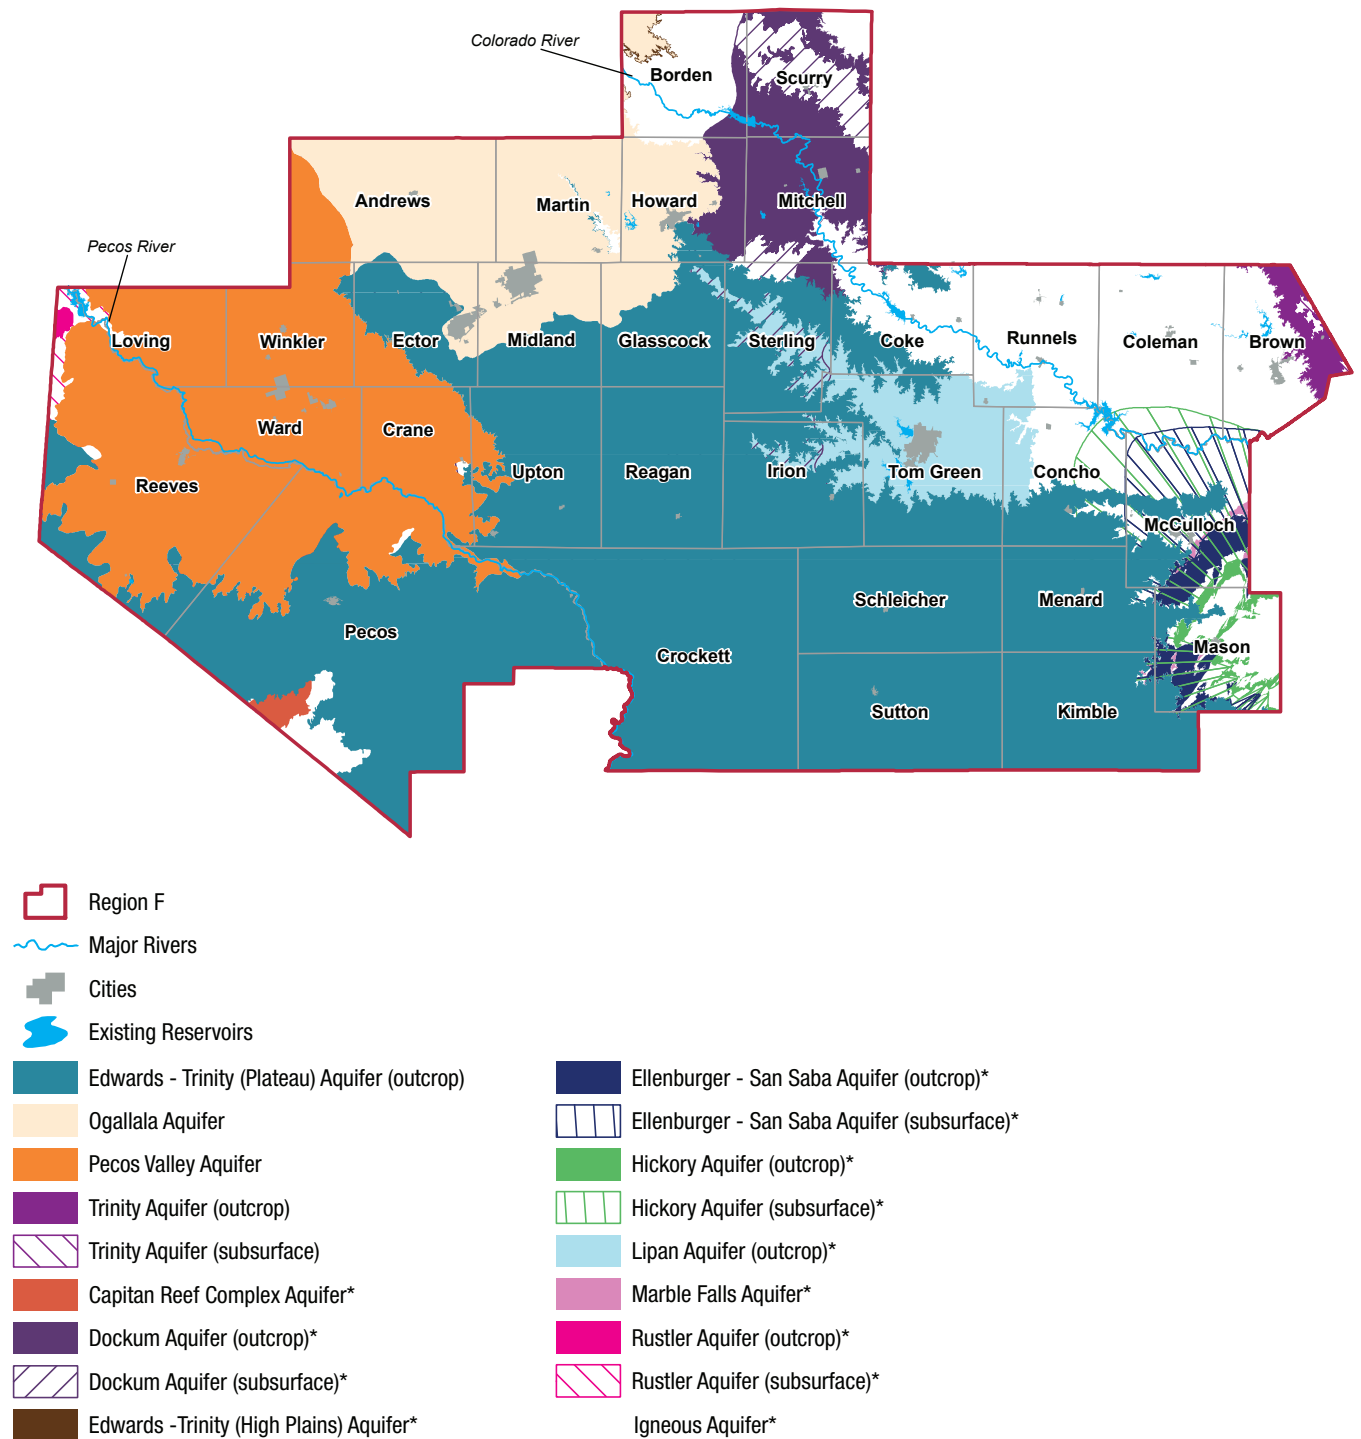 Colorado River
Borden
Scurry
Andrews
Martin
Howard
Mitchell
Pecos River
Loving
Winkler
Ector
Midland
Glasscock
Sterling
Coke
Runnels
Coleman
Brown
Ward
Crane
Reeves
Upton
Reagan
Irion
Tom Green
Concho
McCulloch
Schleicher
Menard
Mason
Pecos
Crockett
Sutton
Kimble
Region F
Major Rivers
Cities
Existing Reservoirs
Edwards - Trinity (Plateau) Aquifer (outcrop)
Ogallala Aquifer
Pecos Valley Aquifer
Trinity Aquifer (outcrop)
Trinity Aquifer (subsurface)
Capitan Reef Complex Aquifer*
Dockum Aquifer (outcrop)*
Dockum Aquifer (subsurface)*
Edwards -Trinity (High Plains) Aquifer*
Ellenburger - San Saba Aquifer (outcrop)*
Ellenburger - San Saba Aquifer (subsurface)*
Hickory Aquifer (outcrop)*
Hickory Aquifer (subsurface)*
Lipan Aquifer (outcrop)*
Marble Falls Aquifer*
Rustler Aquifer (outcrop)*
Rustler Aquifer (subsurface)*
Igneous Aquifer*